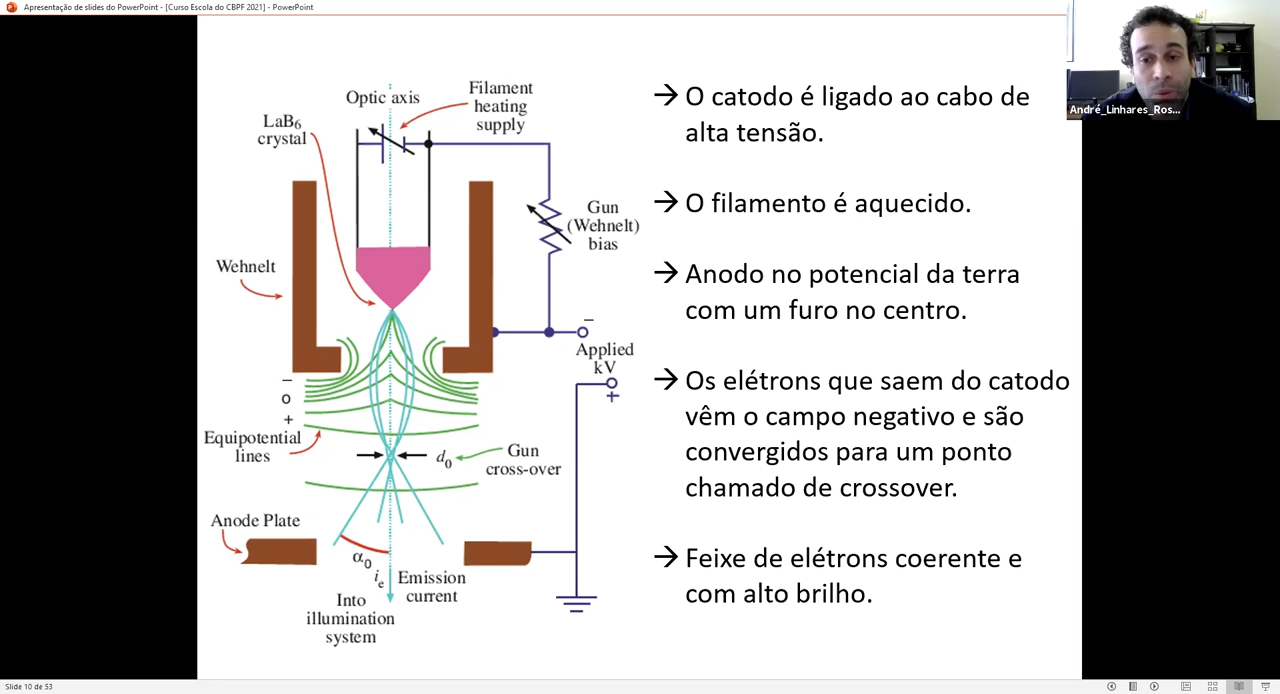 Apresentação de slides do PowerPoint - [Curso Escola do CBPF 2021] - PowerPoint
André_Linhares_Ros...
Optic axis
Filament
heating
supply
LaB6
crystal
Gun
(Wehnelt)
bias
Wehnelt
−
Applied
kV
+
−
o
+
Equipotential
lines
d0
Gun
cross-over
Anode Plate
α0
ie
Emission
current
Into
illumination
system
→ O catodo é ligado ao cabo de
alta tensão.
→ O filamento é aquecido.
→ Anodo no potencial da terra
com um furo no centro.
→ Os elétrons que saem do catodo
vêm o campo negativo e são
convergidos para um ponto
chamado de crossover.
→ Feixe de elétrons coerente e
com alto brilho.
Slide 10 de 53